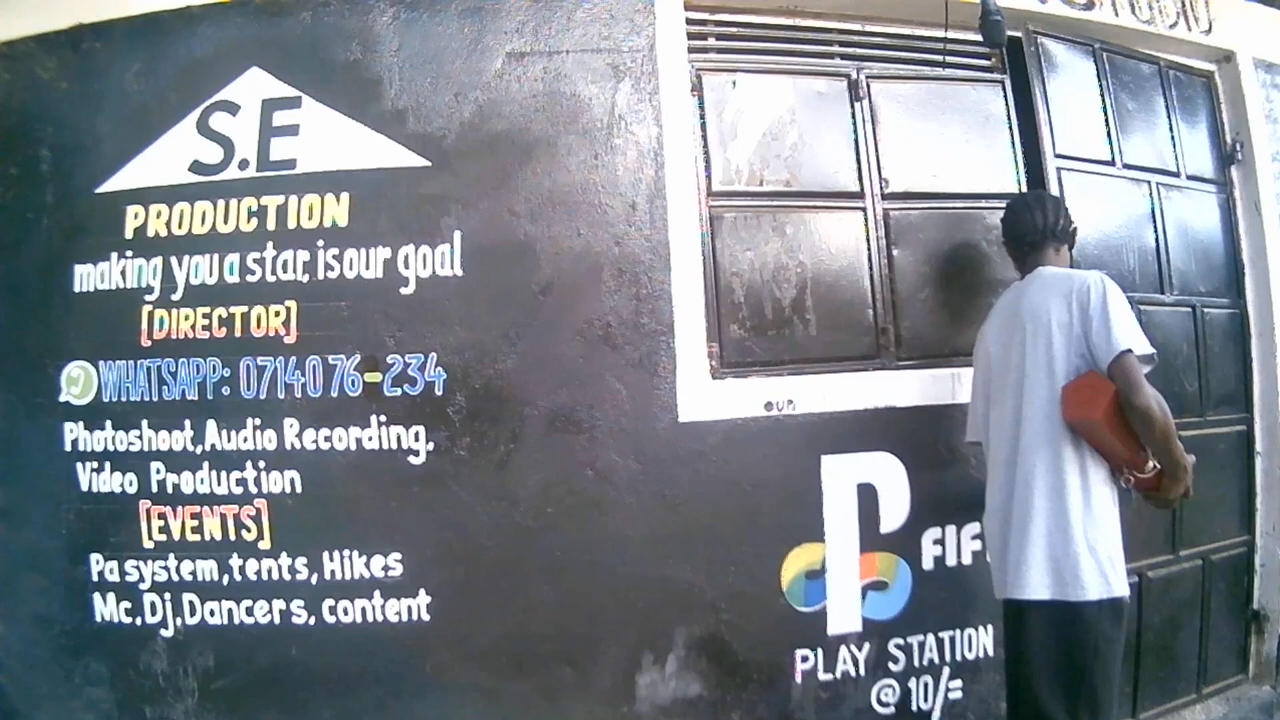 S.E
PRODUCTION
making you a star, is our goal
[DIRECTOR]
WHATSAPP: 0714076-234
Photoshoot, Audio Recording,
Video Production
[EVENTS]
Pa system, tents, Hikes
Mc, Dj, Dancers, content
P
PLAY STATION
@ 10/=